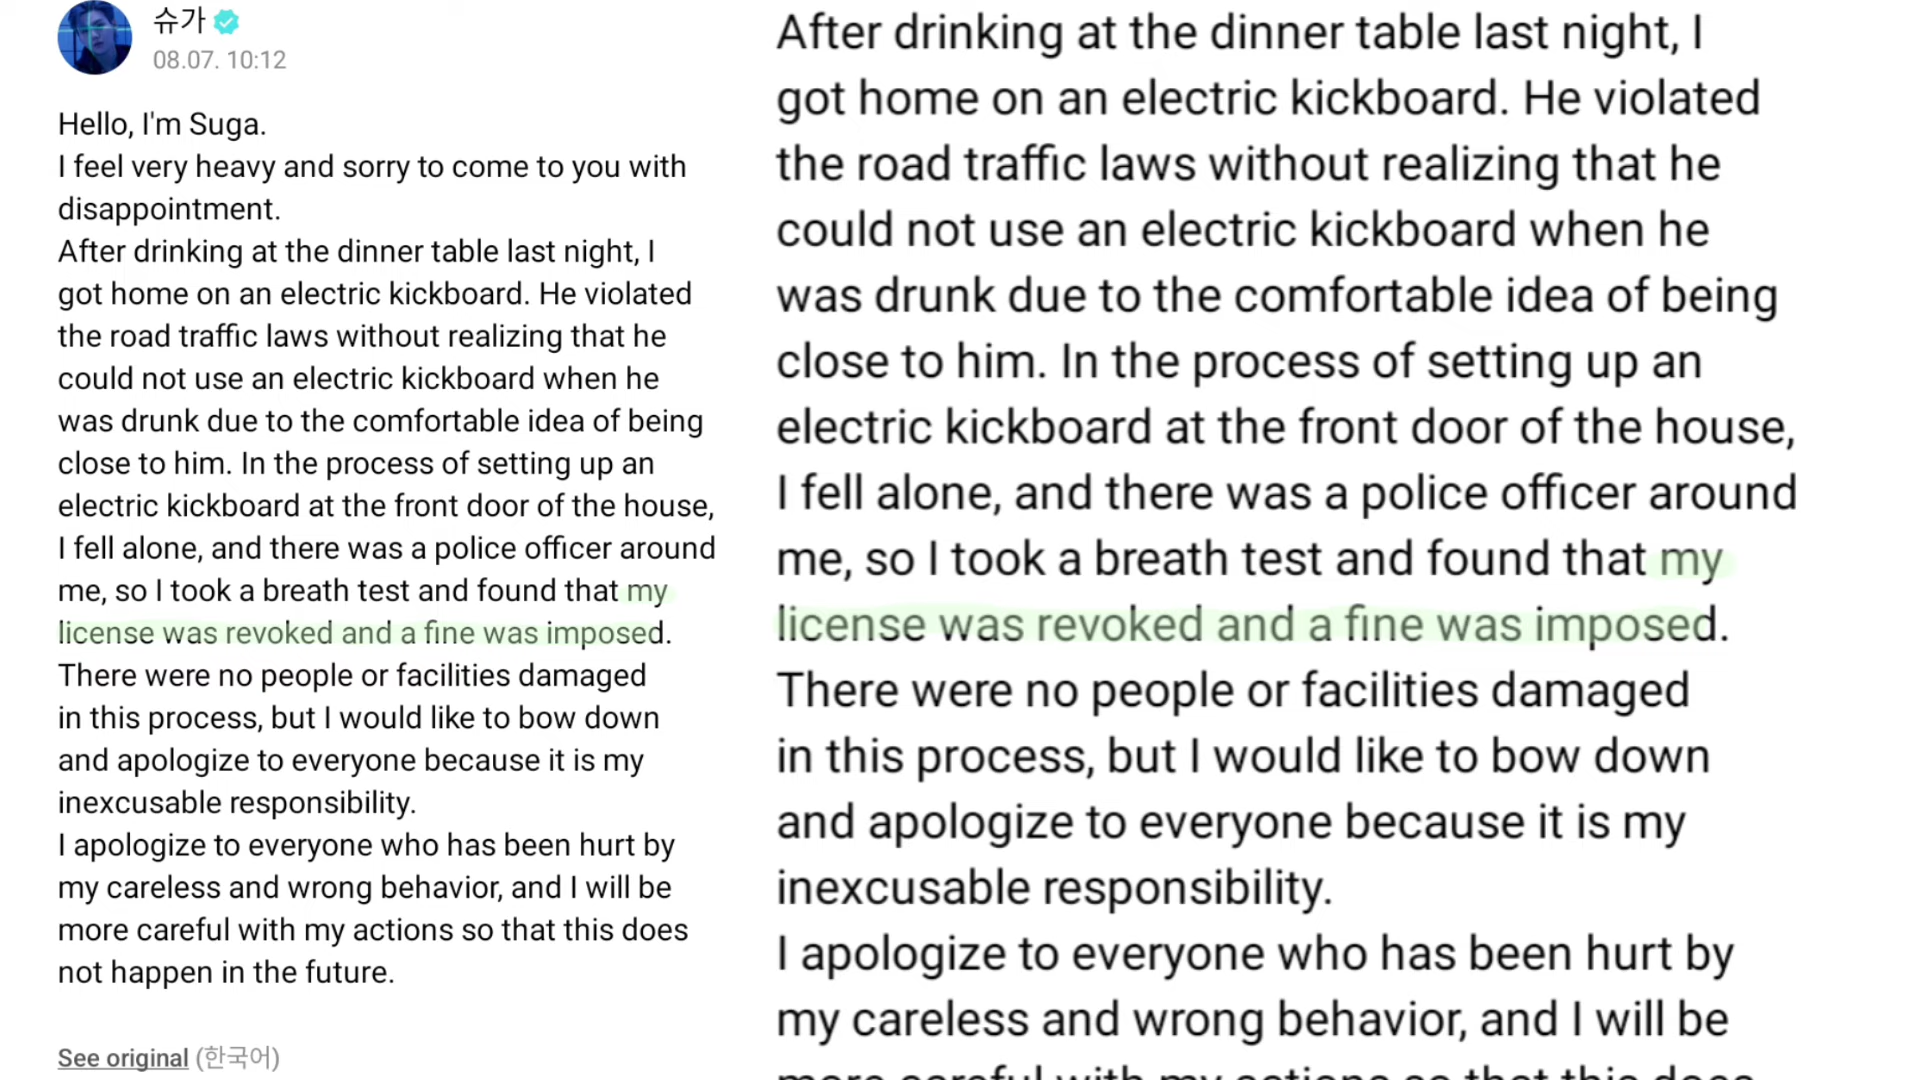 슈가
08.07. 10:12
Hello, I'm Suga.
I feel very heavy and sorry to come to you with
disappointment.
After drinking at the dinner table last night, I
got home on an electric kickboard. He violated
the road traffic laws without realizing that he
could not use an electric kickboard when he
was drunk due to the comfortable idea of being
close to him. In the process of setting up an
electric kickboard at the front door of the house,
I fell alone, and there was a police officer around
me, so I took a breath test and found that my
license was revoked and a fine was imposed.
There were no people or facilities damaged
in this process, but I would like to bow down
and apologize to everyone because it is my
inexcusable responsibility.
I apologize to everyone who has been hurt by
my careless and wrong behavior, and I will be
more careful with my actions so that this does
not happen in the future.
See original (한국어)
After drinking at the dinner table last night, I
got home on an electric kickboard. He violated
the road traffic laws without realizing that he
could not use an electric kickboard when he
was drunk due to the comfortable idea of being
close to him. In the process of setting up an
electric kickboard at the front door of the house,
I fell alone, and there was a police officer around
me, so I took a breath test and found that my
license was revoked and a fine was imposed.
There were no people or facilities damaged
in this process, but I would like to bow down
and apologize to everyone because it is my
inexcusable responsibility.
I apologize to everyone who has been hurt by
my careless and wrong behavior, and I will be
more careful with my actions so that this does